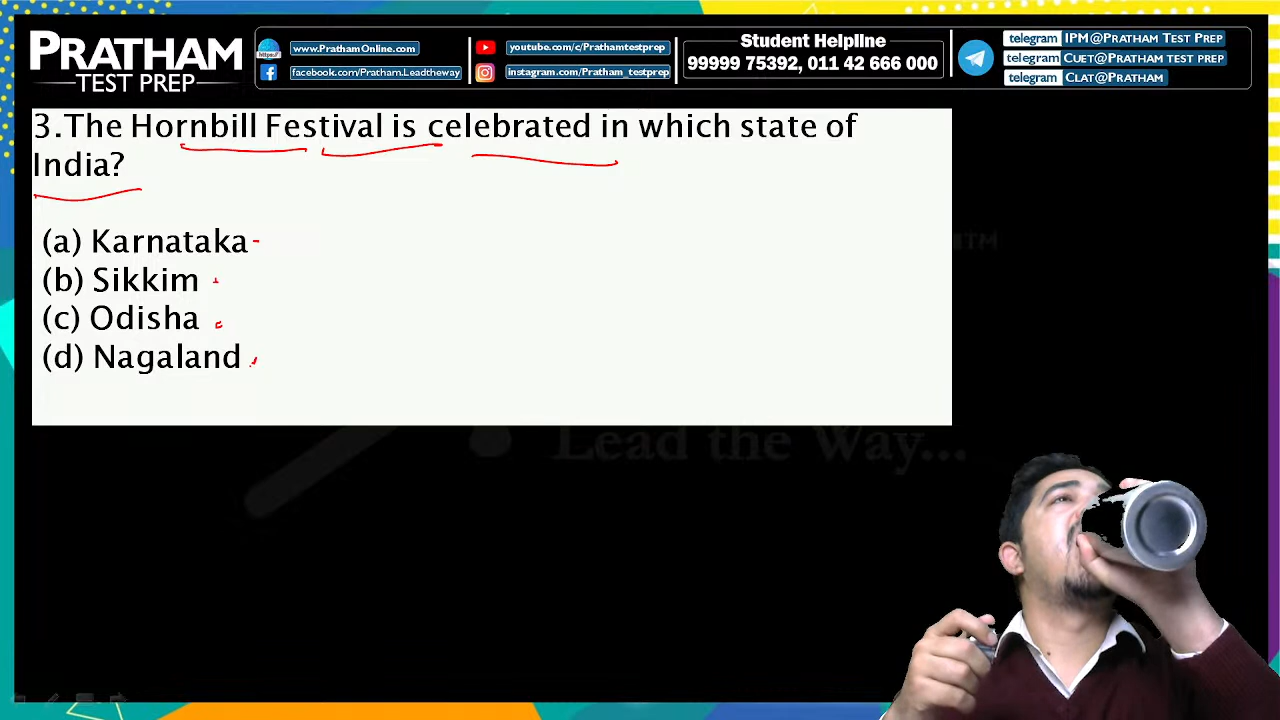 PRATHAM
TEST PREP
https://
www.PrathamOnline.com
facebook.com/Pratham.Leadtheway
youtube.com/c/Prathamtestprep
instagram.com/Pratham_testprep
Student Helpline
99999 75392, 011 42 666 000
telegram IPM@PRATHAM TEST PREP
telegram CUET@PRATHAM TEST PREP
telegram CLAT@PRATHAM
3.The Hornbill Festival is celebrated in which state of
India?
(a) Karnataka
(b) Sikkim
(c) Odisha
(d) Nagaland
TM
Lead the Way...